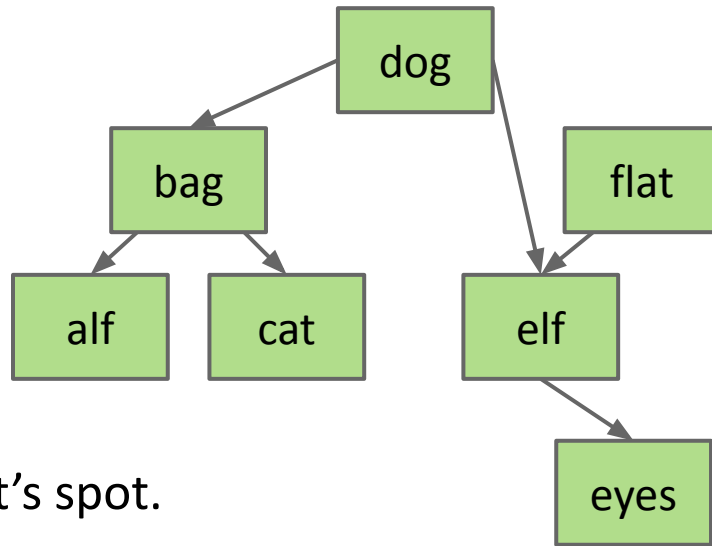 dog
bag
flat
alf
cat
elf
t's spot.
eyes